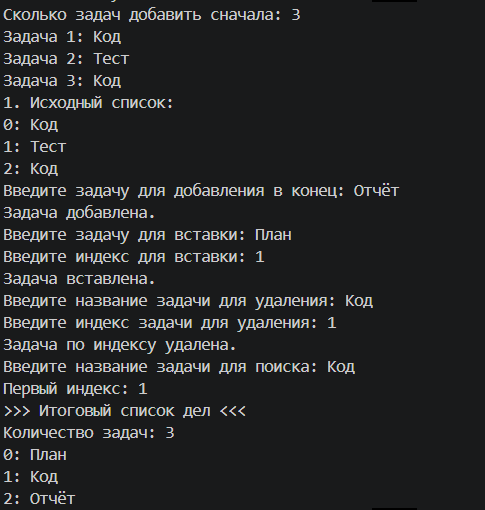 Сколько задач добавить сначала: 3
Задача 1: Код
Задача 2: Тест
Задача 3: Код
1. Исходный список:
0: Код
1: Тест
2: Код
Введите задачу для добавления в конец: Отчёт
Задача добавлена.
Введите задачу для вставки: План
Введите индекс для вставки: 1
Задача вставлена.
Введите название задачи для удаления: Код
Введите индекс задачи для удаления: 1
Задача по индексу удалена.
Введите название задачи для поиска: Код
Первый индекс: 1
>>> Итоговый список дел <<<
Количество задач: 3
0: План
1: Код
2: Отчёт